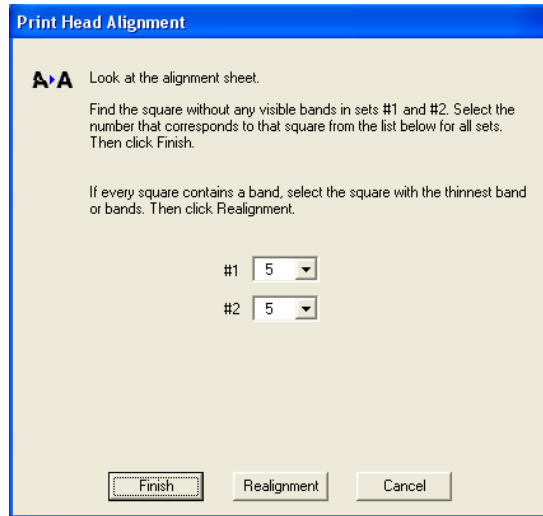 Print Head Alignment
A▸A Look at the alignment sheet.
Find the square without any visible bands in sets #1 and #2. Select the
number that corresponds to that square from the list below for all sets.
Then click Finish.
If every square contains a band, select the square with the thinnest band
or bands. Then click Realignment.
#1 5
#2 5
Finish Realignment Cancel